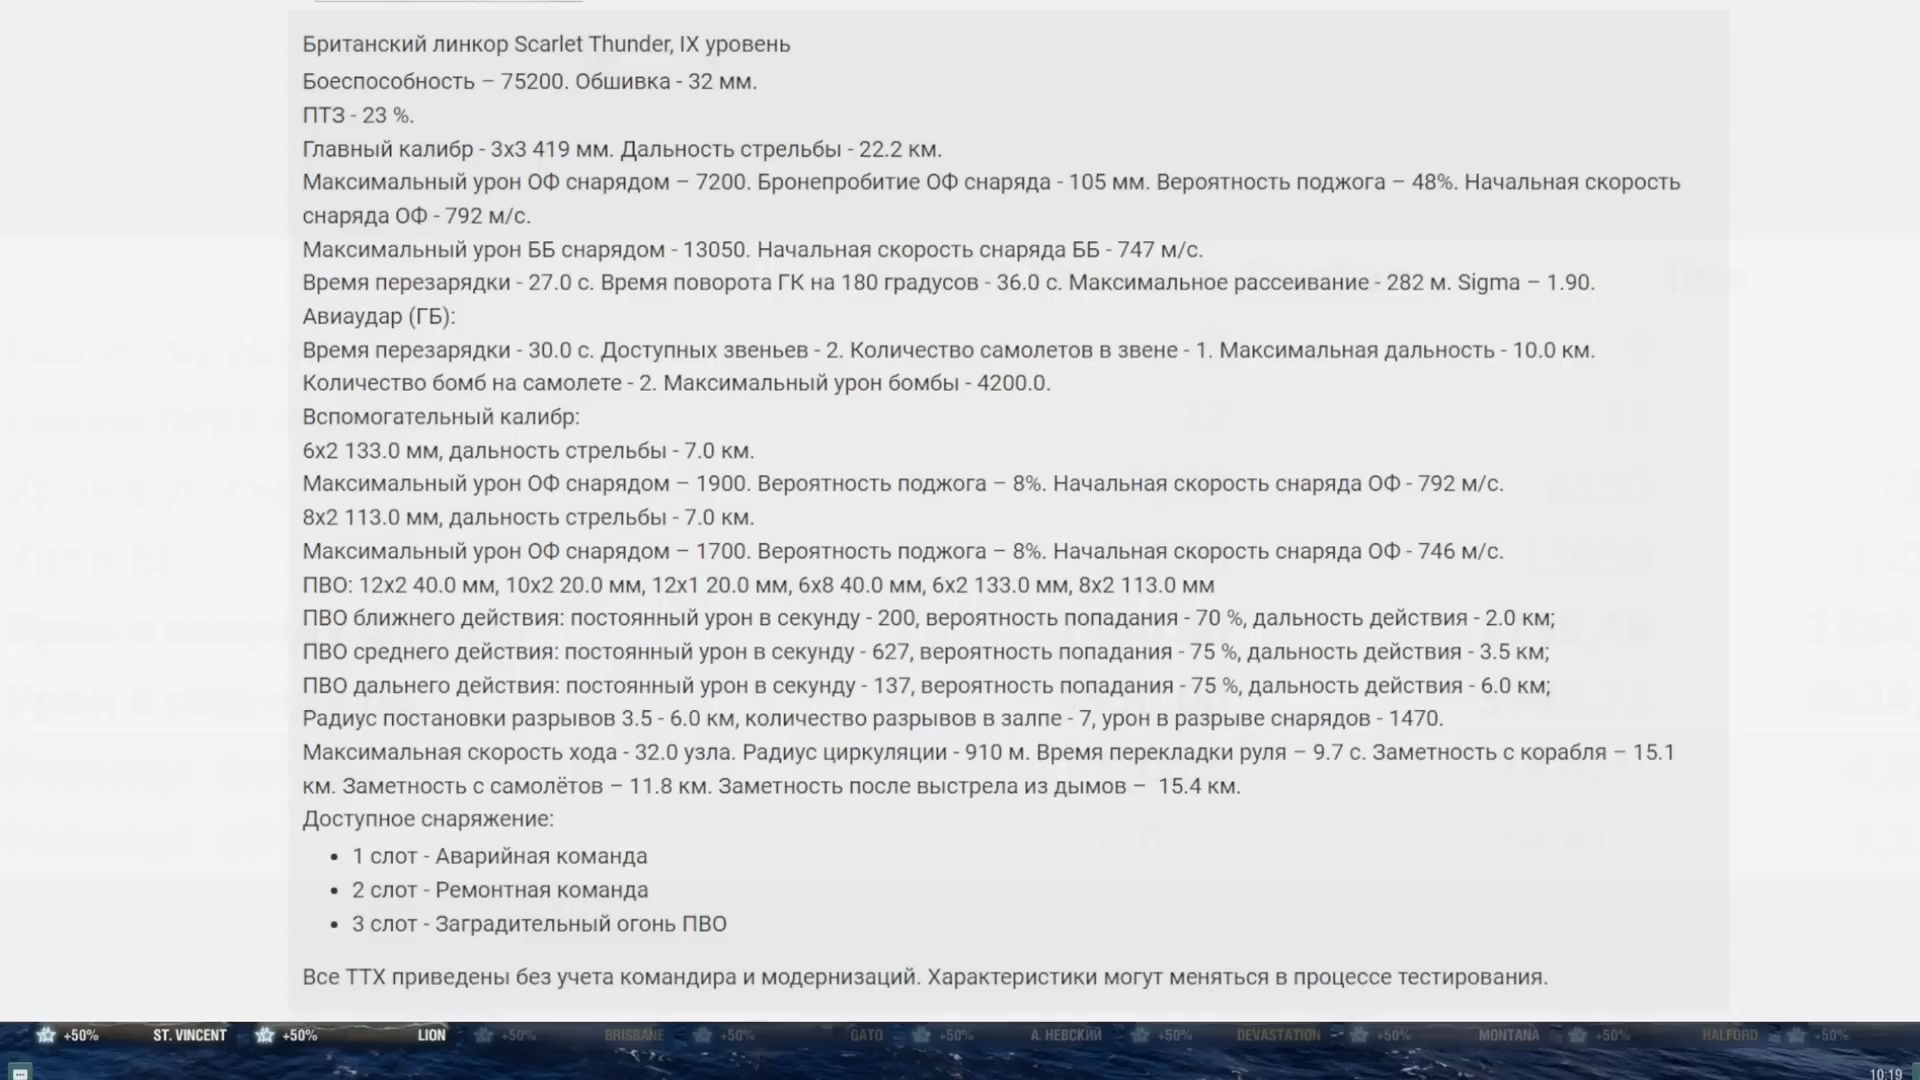 Британский линкор Scarlet Thunder, IX уровень
Боеспособность – 75200. Обшивка - 32 мм.
ПТЗ - 23 %.
Главный калибр - 3х3 419 мм. Дальность стрельбы - 22.2 км.
Максимальный урон ОФ снарядом – 7200. Бронепробитие ОФ снаряда - 105 мм. Вероятность поджога – 48%. Начальная скорость
снаряда ОФ - 792 м/с.
Максимальный урон ББ снарядом - 13050. Начальная скорость снаряда ББ - 747 м/с.
Время перезарядки - 27.0 с. Время поворота ГК на 180 градусов - 36.0 с. Максимальное рассеивание - 282 м. Sigma – 1.90.
Авиаудар (ГБ):
Время перезарядки - 30.0 с. Доступных звеньев - 2. Количество самолетов в звене - 1. Максимальная дальность - 10.0 км.
Количество бомб на самолете - 2. Максимальный урон бомбы - 4200.0.
Вспомогательный калибр:
6х2 133.0 мм, дальность стрельбы - 7.0 км.
Максимальный урон ОФ снарядом – 1900. Вероятность поджога – 8%. Начальная скорость снаряда ОФ - 792 м/с.
8х2 113.0 мм, дальность стрельбы - 7.0 км.
Максимальный урон ОФ снарядом – 1700. Вероятность поджога – 8%. Начальная скорость снаряда ОФ - 746 м/с.
ПВО: 12х2 40.0 мм, 10х2 20.0 мм, 12х1 20.0 мм, 6х8 40.0 мм, 6х2 133.0 мм, 8х2 113.0 мм
ПВО ближнего действия: постоянный урон в секунду - 200, вероятность попадания - 70 %, дальность действия - 2.0 км;
ПВО среднего действия: постоянный урон в секунду - 627, вероятность попадания - 75 %, дальность действия - 3.5 км;
ПВО дальнего действия: постоянный урон в секунду - 137, вероятность попадания - 75 %, дальность действия - 6.0 км;
Радиус постановки разрывов 3.5 - 6.0 км, количество разрывов в залпе - 7, урон в разрыве снарядов - 1470.
Максимальная скорость хода - 32.0 узла. Радиус циркуляции - 910 м. Время перекладки руля – 9.7 с. Заметность с корабля – 15.1
км. Заметность с самолётов – 11.8 км. Заметность после выстрела из дымов – 15.4 км.
Доступное снаряжение:
• 1 слот - Аварийная команда
• 2 слот - Ремонтная команда
• 3 слот - Заградительный огонь ПВО
Все ТТХ приведены без учета командира и модернизаций. Характеристики могут меняться в процессе тестирования.
+50% ST. VINCENT +50% LION +50% BRISBANE +50% GATO +50% А. НЕВСКИЙ +50% DEVASTATION +50% MONTANA +50% HALFORD +50%
10:19